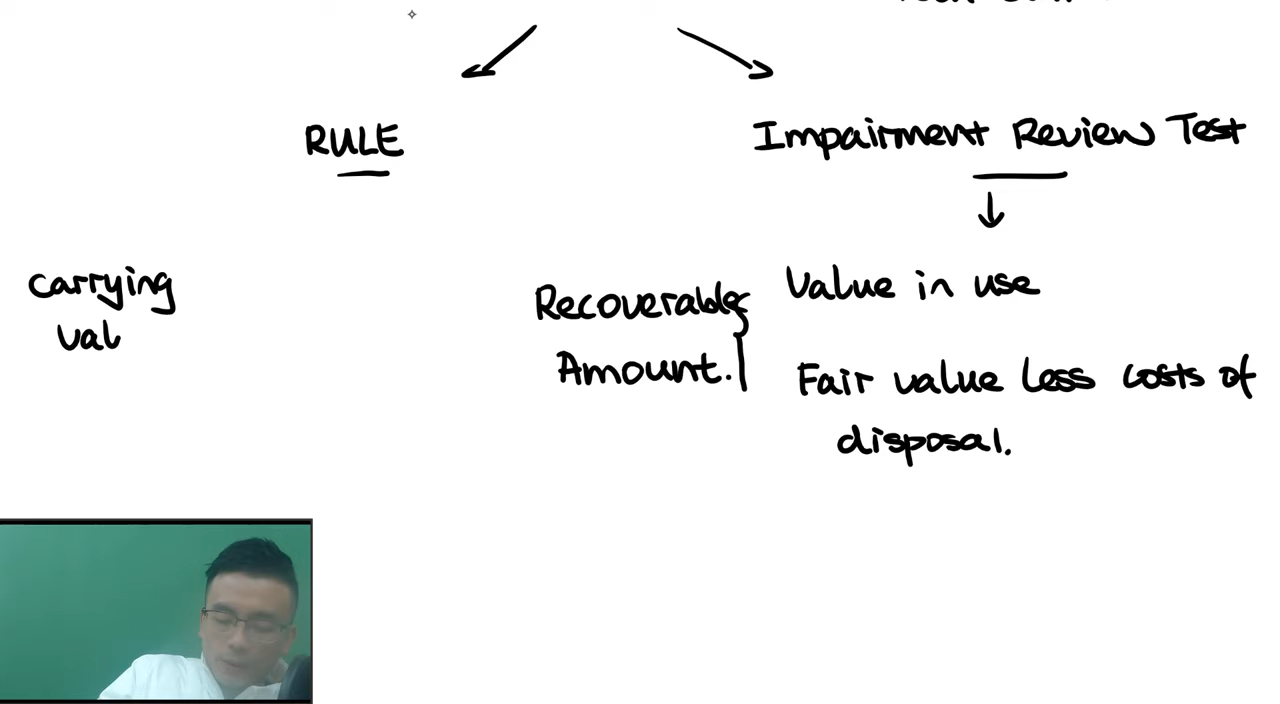 RULE
Impairment Review Test
Carrying
val
Recoverable
Amount.
Value in use
Fair value less costs of
disposal.